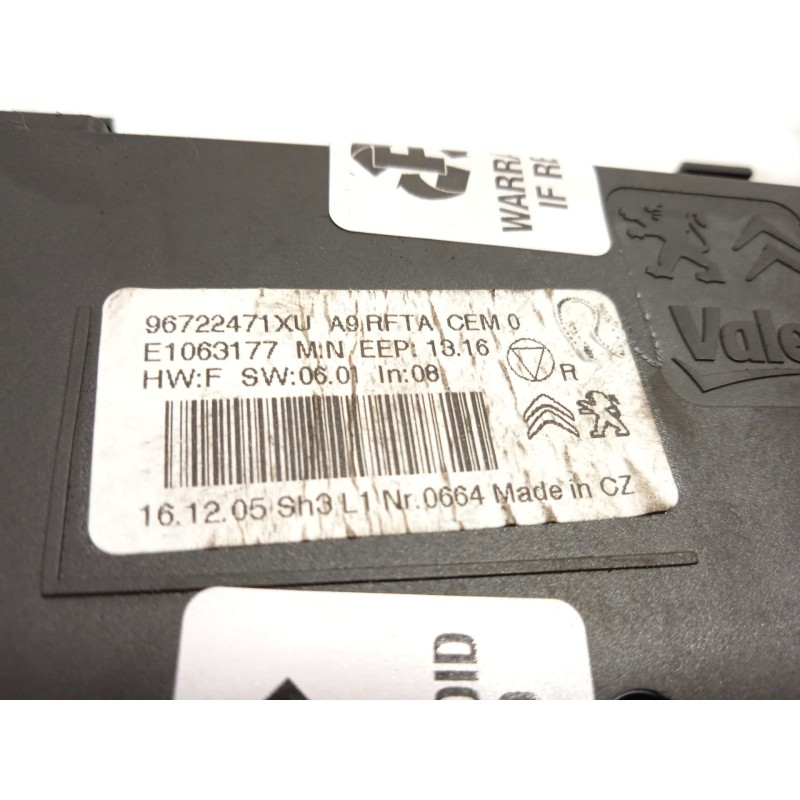 WARRA
IF RE
Vale
96722471XU A9 RFTA CEM 0
E1063177 M:N EEP: 13.16
HW:F SW:06.01 In:08
R
16.12.05 Sh3 L1 Nr.0664 Made in CZ
OID